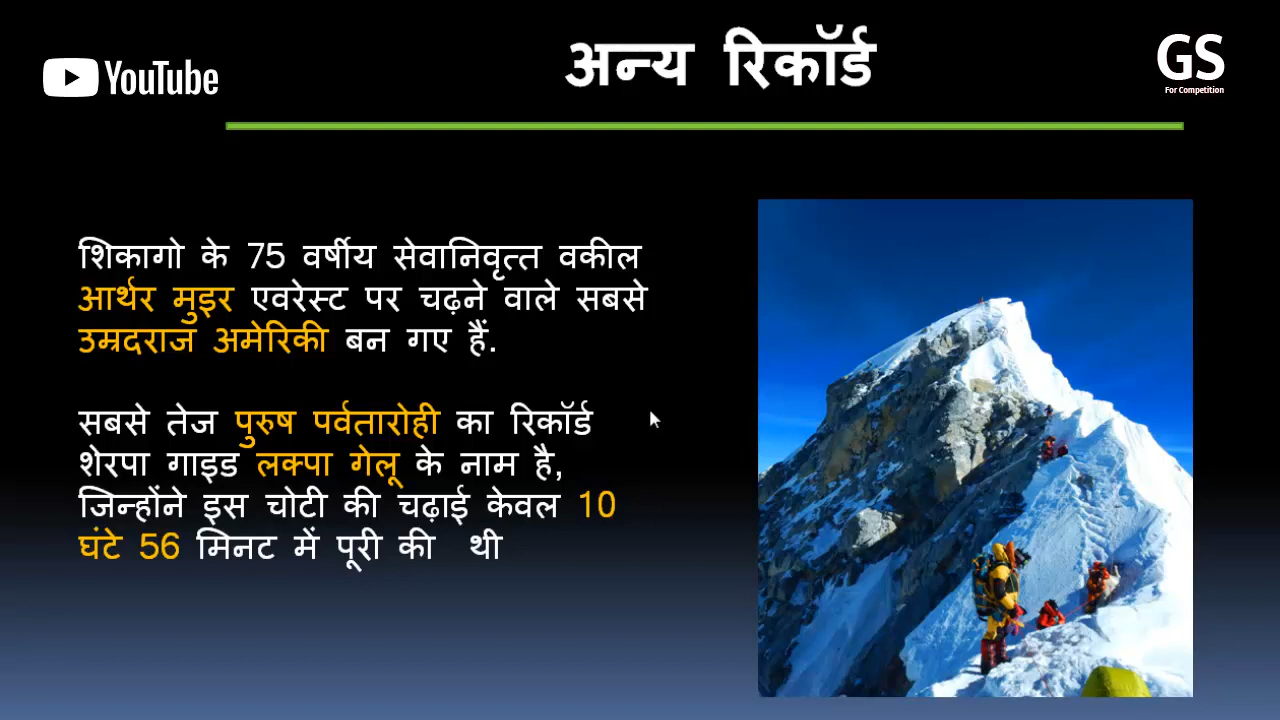 YouTube
अन्य रिकॉर्ड
GS
For Competition
शिकागो के 75 वर्षीय सेवानिवृत्त वकील
आर्थर मुइर एवरेस्ट पर चढ़ने वाले सबसे
उम्रदराज अमेरिकी बन गए हैं.
सबसे तेज पुरुष पर्वतारोही का रिकॉर्ड
शेरपा गाइड लक्पा गेलू के नाम है,
जिन्होंने इस चोटी की चढ़ाई केवल 10
घंटे 56 मिनट में पूरी की थी